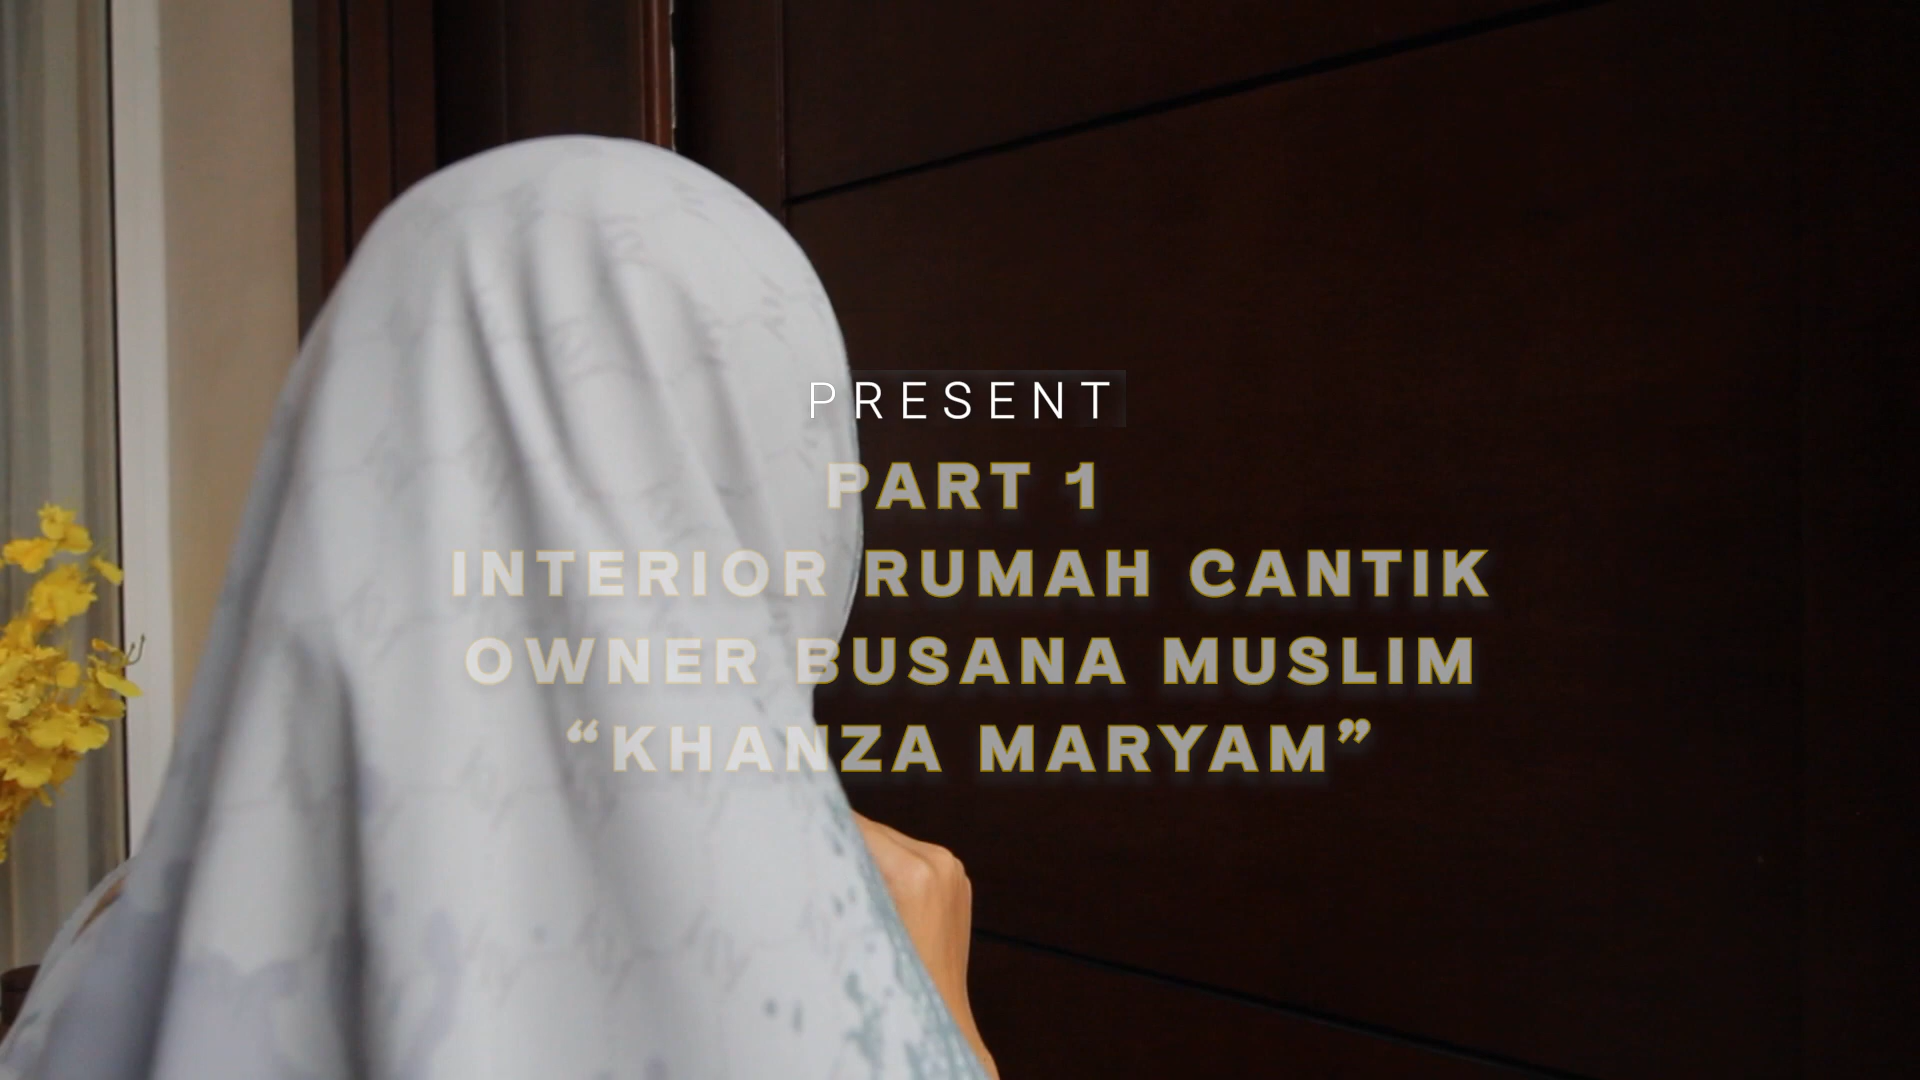 PRESENT
PART 1
INTERIOR RUMAH CANTIK
OWNER BUSANA MUSLIM
“KHANZA MARYAM”